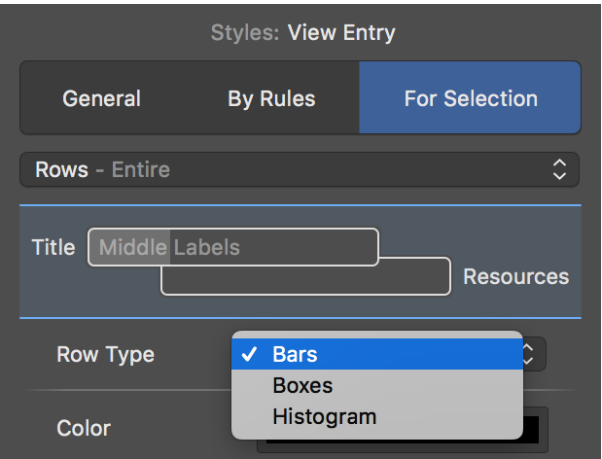 Styles: View Entry
General By Rules For Selection
Rows - Entire
Title Middle Labels
Resources
Row Type ✓ Bars
Boxes
Histogram
Color